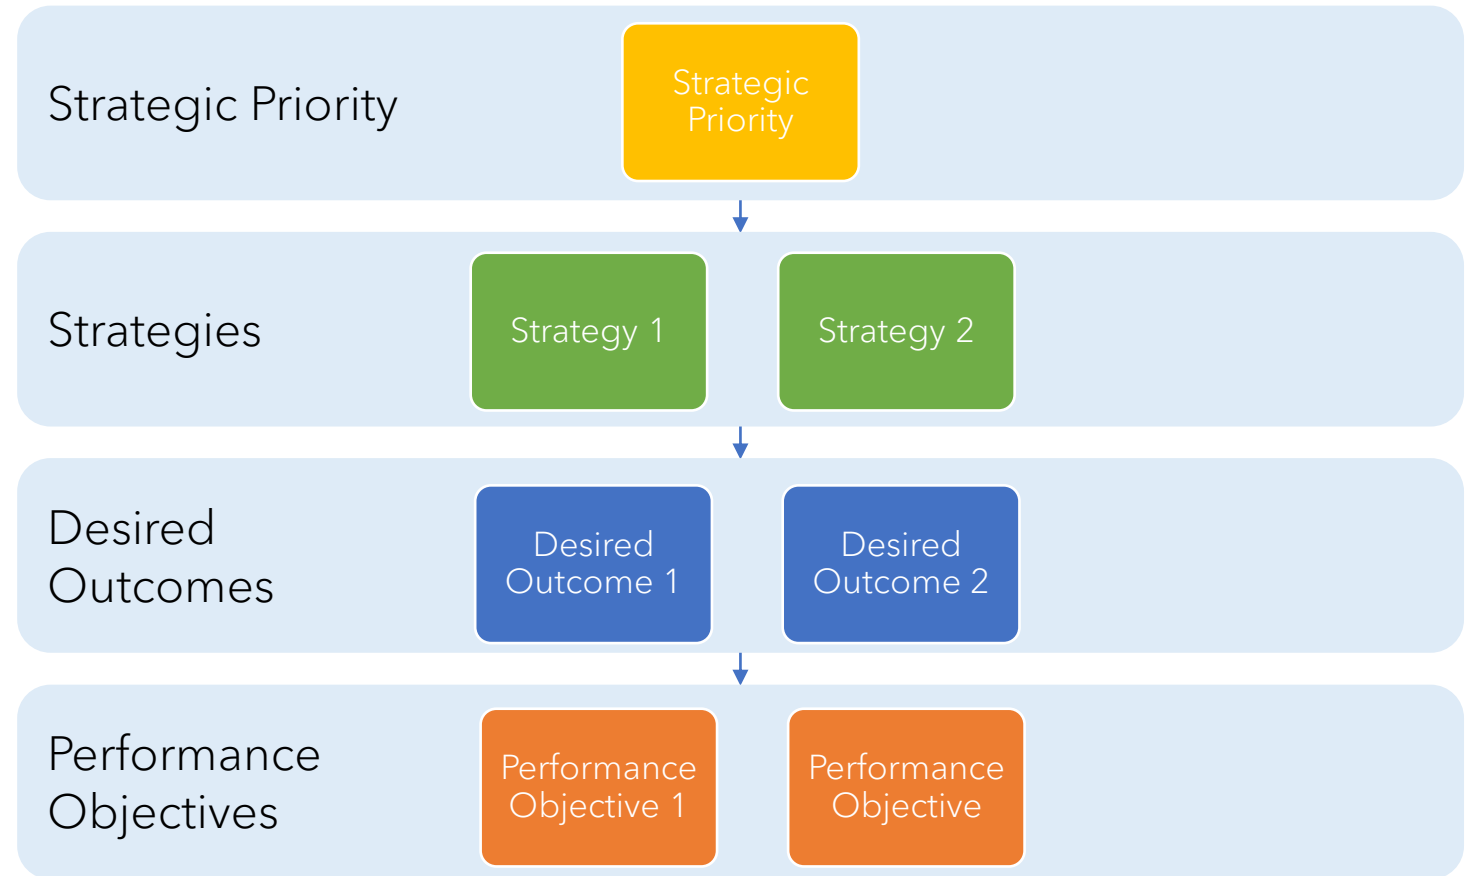 Strategic Priority
Strategic
Priority
Strategies
Strategy 1
Strategy 2
Desired
Outcomes
Desired
Outcome 1
Desired
Outcome 2
Performance
Objectives
Performance
Objective 1
Performance
Objective